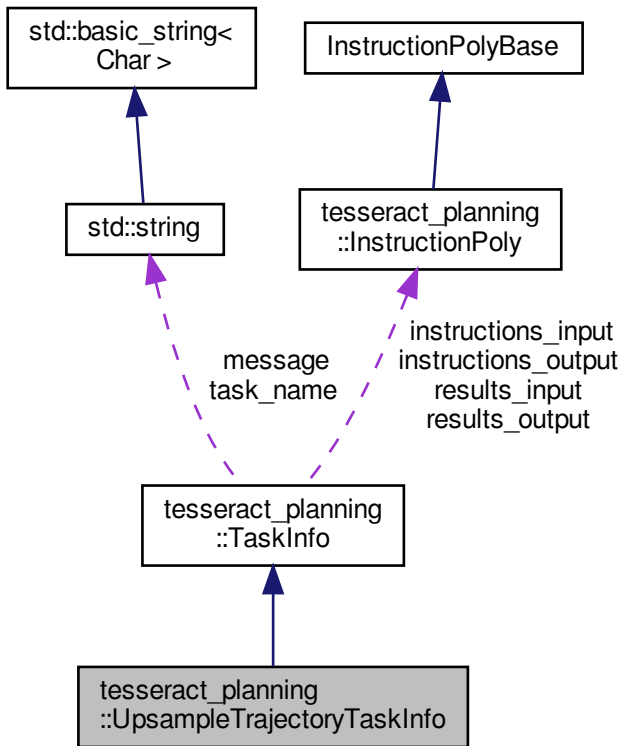 std::basic_string<
Char >
InstructionPolyBase
std::string
tesseract_planning
::InstructionPoly
message
task_name
instructions_input
instructions_output
results_input
results_output
tesseract_planning
::TaskInfo
tesseract_planning
::UpsampleTrajectoryTaskInfo